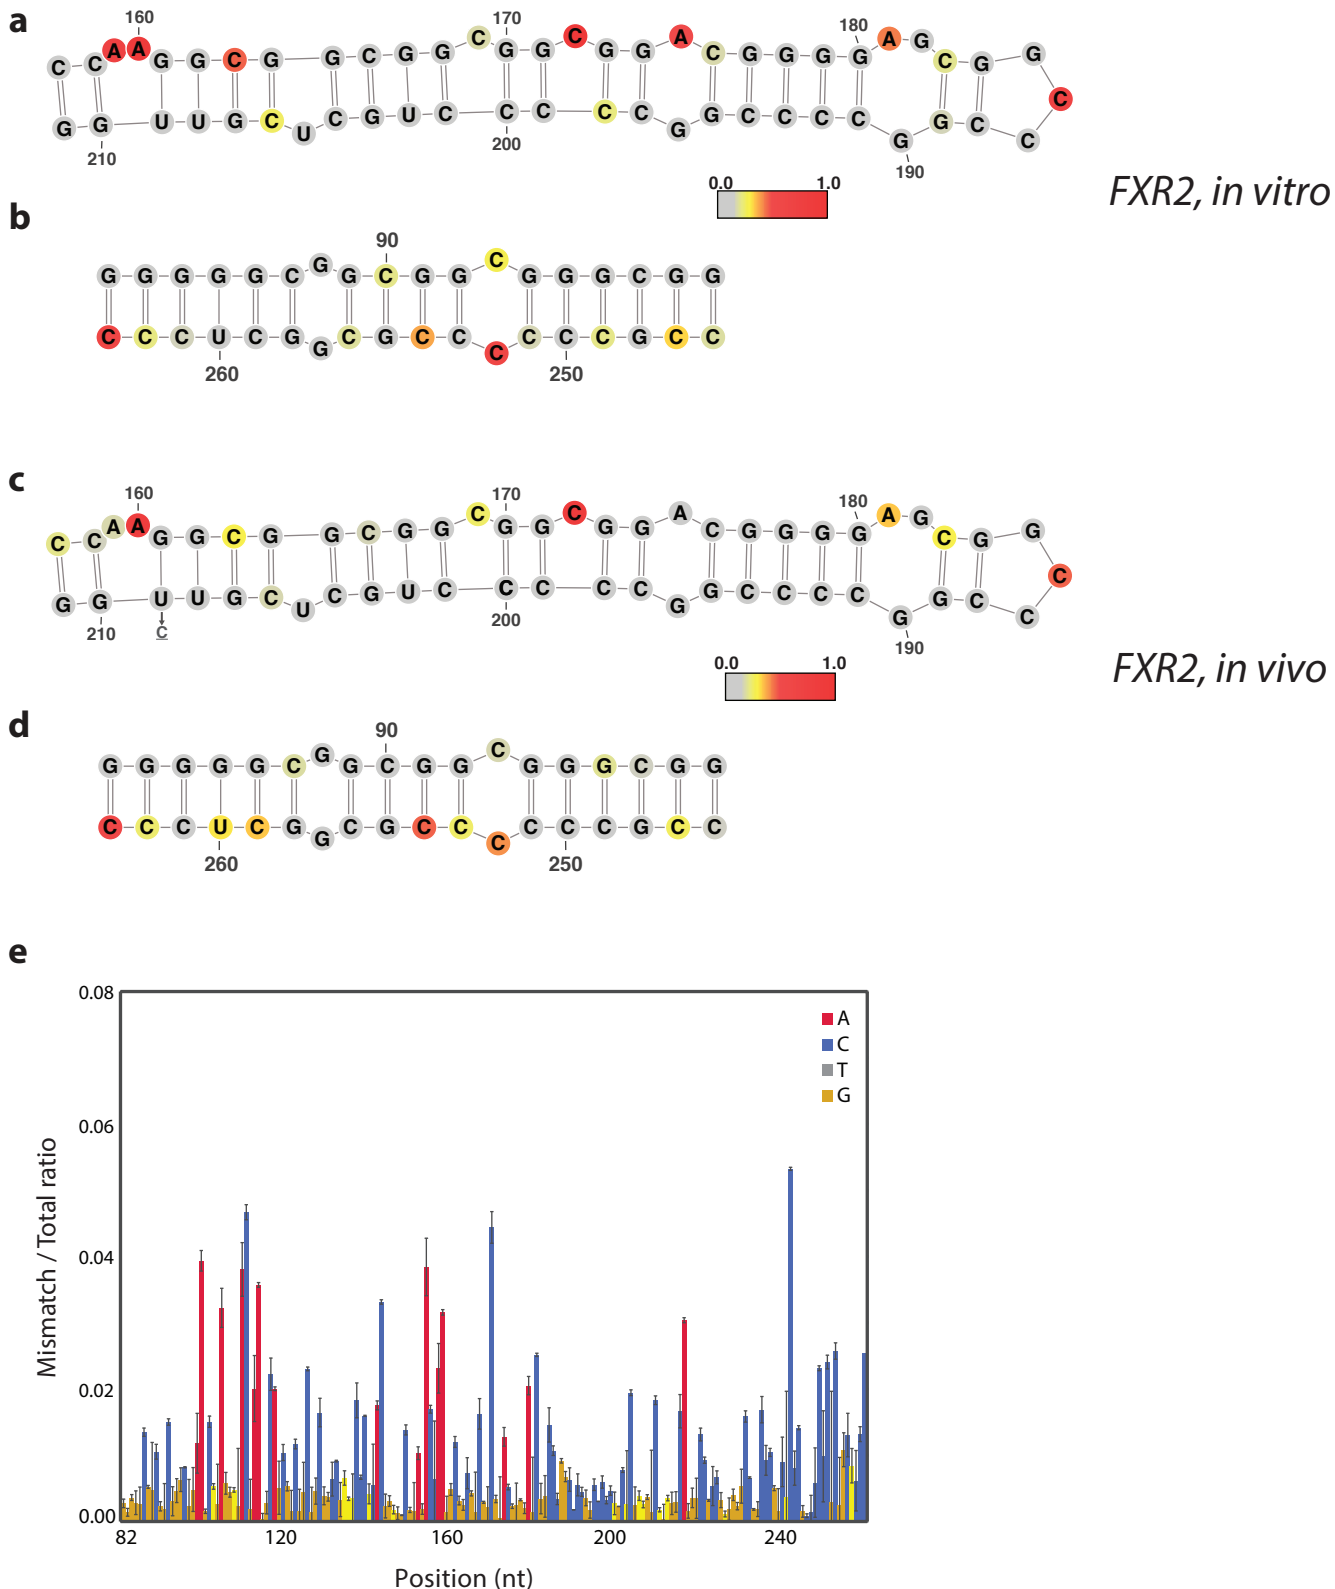 a
160
170
180
C C A A G G C G G C G G C G G C G G A C G G G G A G C G G C
G G U U G C U C G U C C C C C G G C C C C G G C C
210
200
190
0.0 1.0
FXR2, in vitro
b
90
G G G G G C G G C G G C G G G C G G
C C C U C G G C G C C C C C C G C C
260
250
c
160
170
180
C C A A G G C G G C G G C G G C G G A C G G G G A G C G G C
G G U U G C U C G U C C C C C G G C C C C G G C C
210
C
200
190
0.0 1.0
FXR2, in vivo
d
90
G G G G G C G G C G G C G G G C G G
C C C U C G G C G C C C C C C G C C
260
250
e
0.08
0.06
0.04
0.02
0.00
Mismatch / Total ratio
A
C
T
G
82 120 160 200 240
Position (nt)